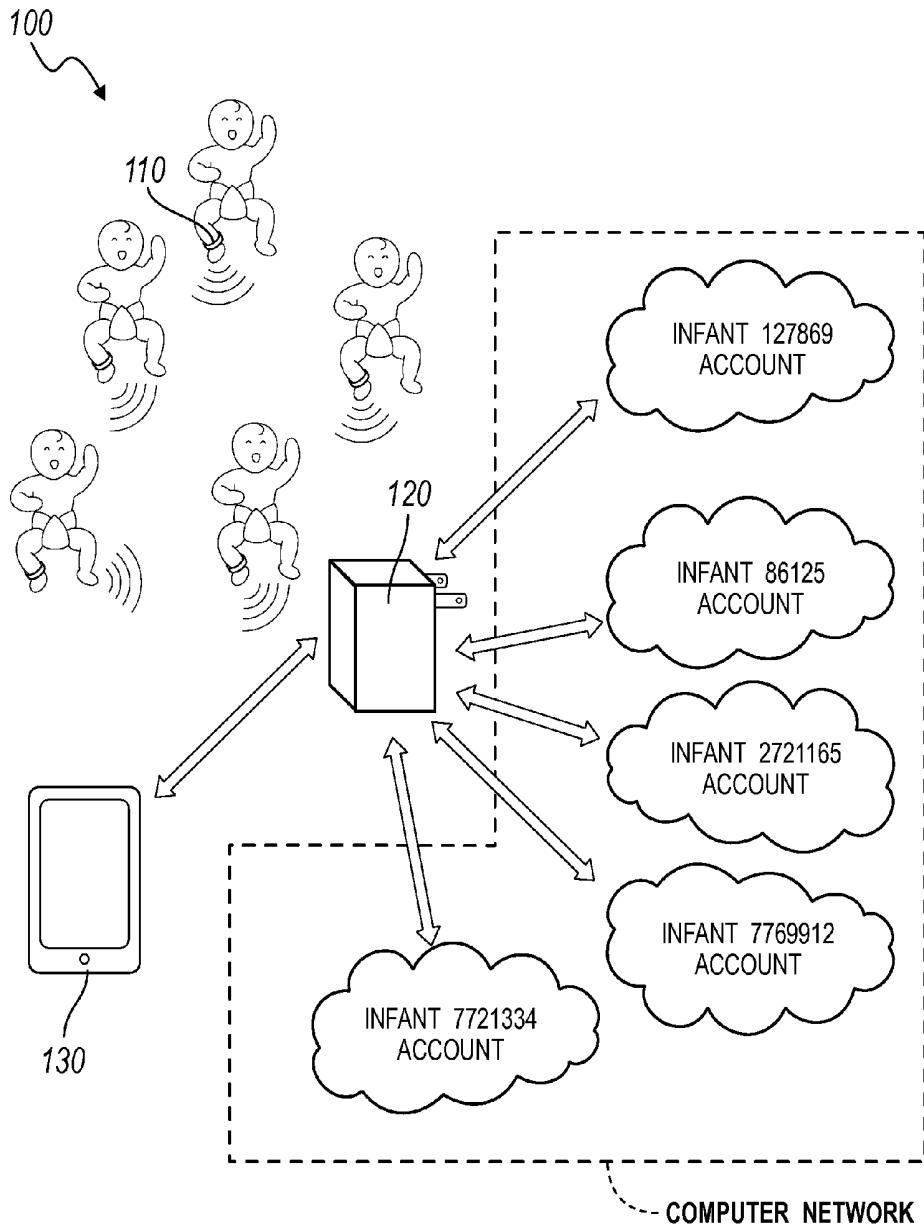 100
110
INFANT 127869
ACCOUNT
120
INFANT 86125
ACCOUNT
INFANT 2721165
ACCOUNT
INFANT 7769912
ACCOUNT
INFANT 7721334
ACCOUNT
130
COMPUTER NETWORK